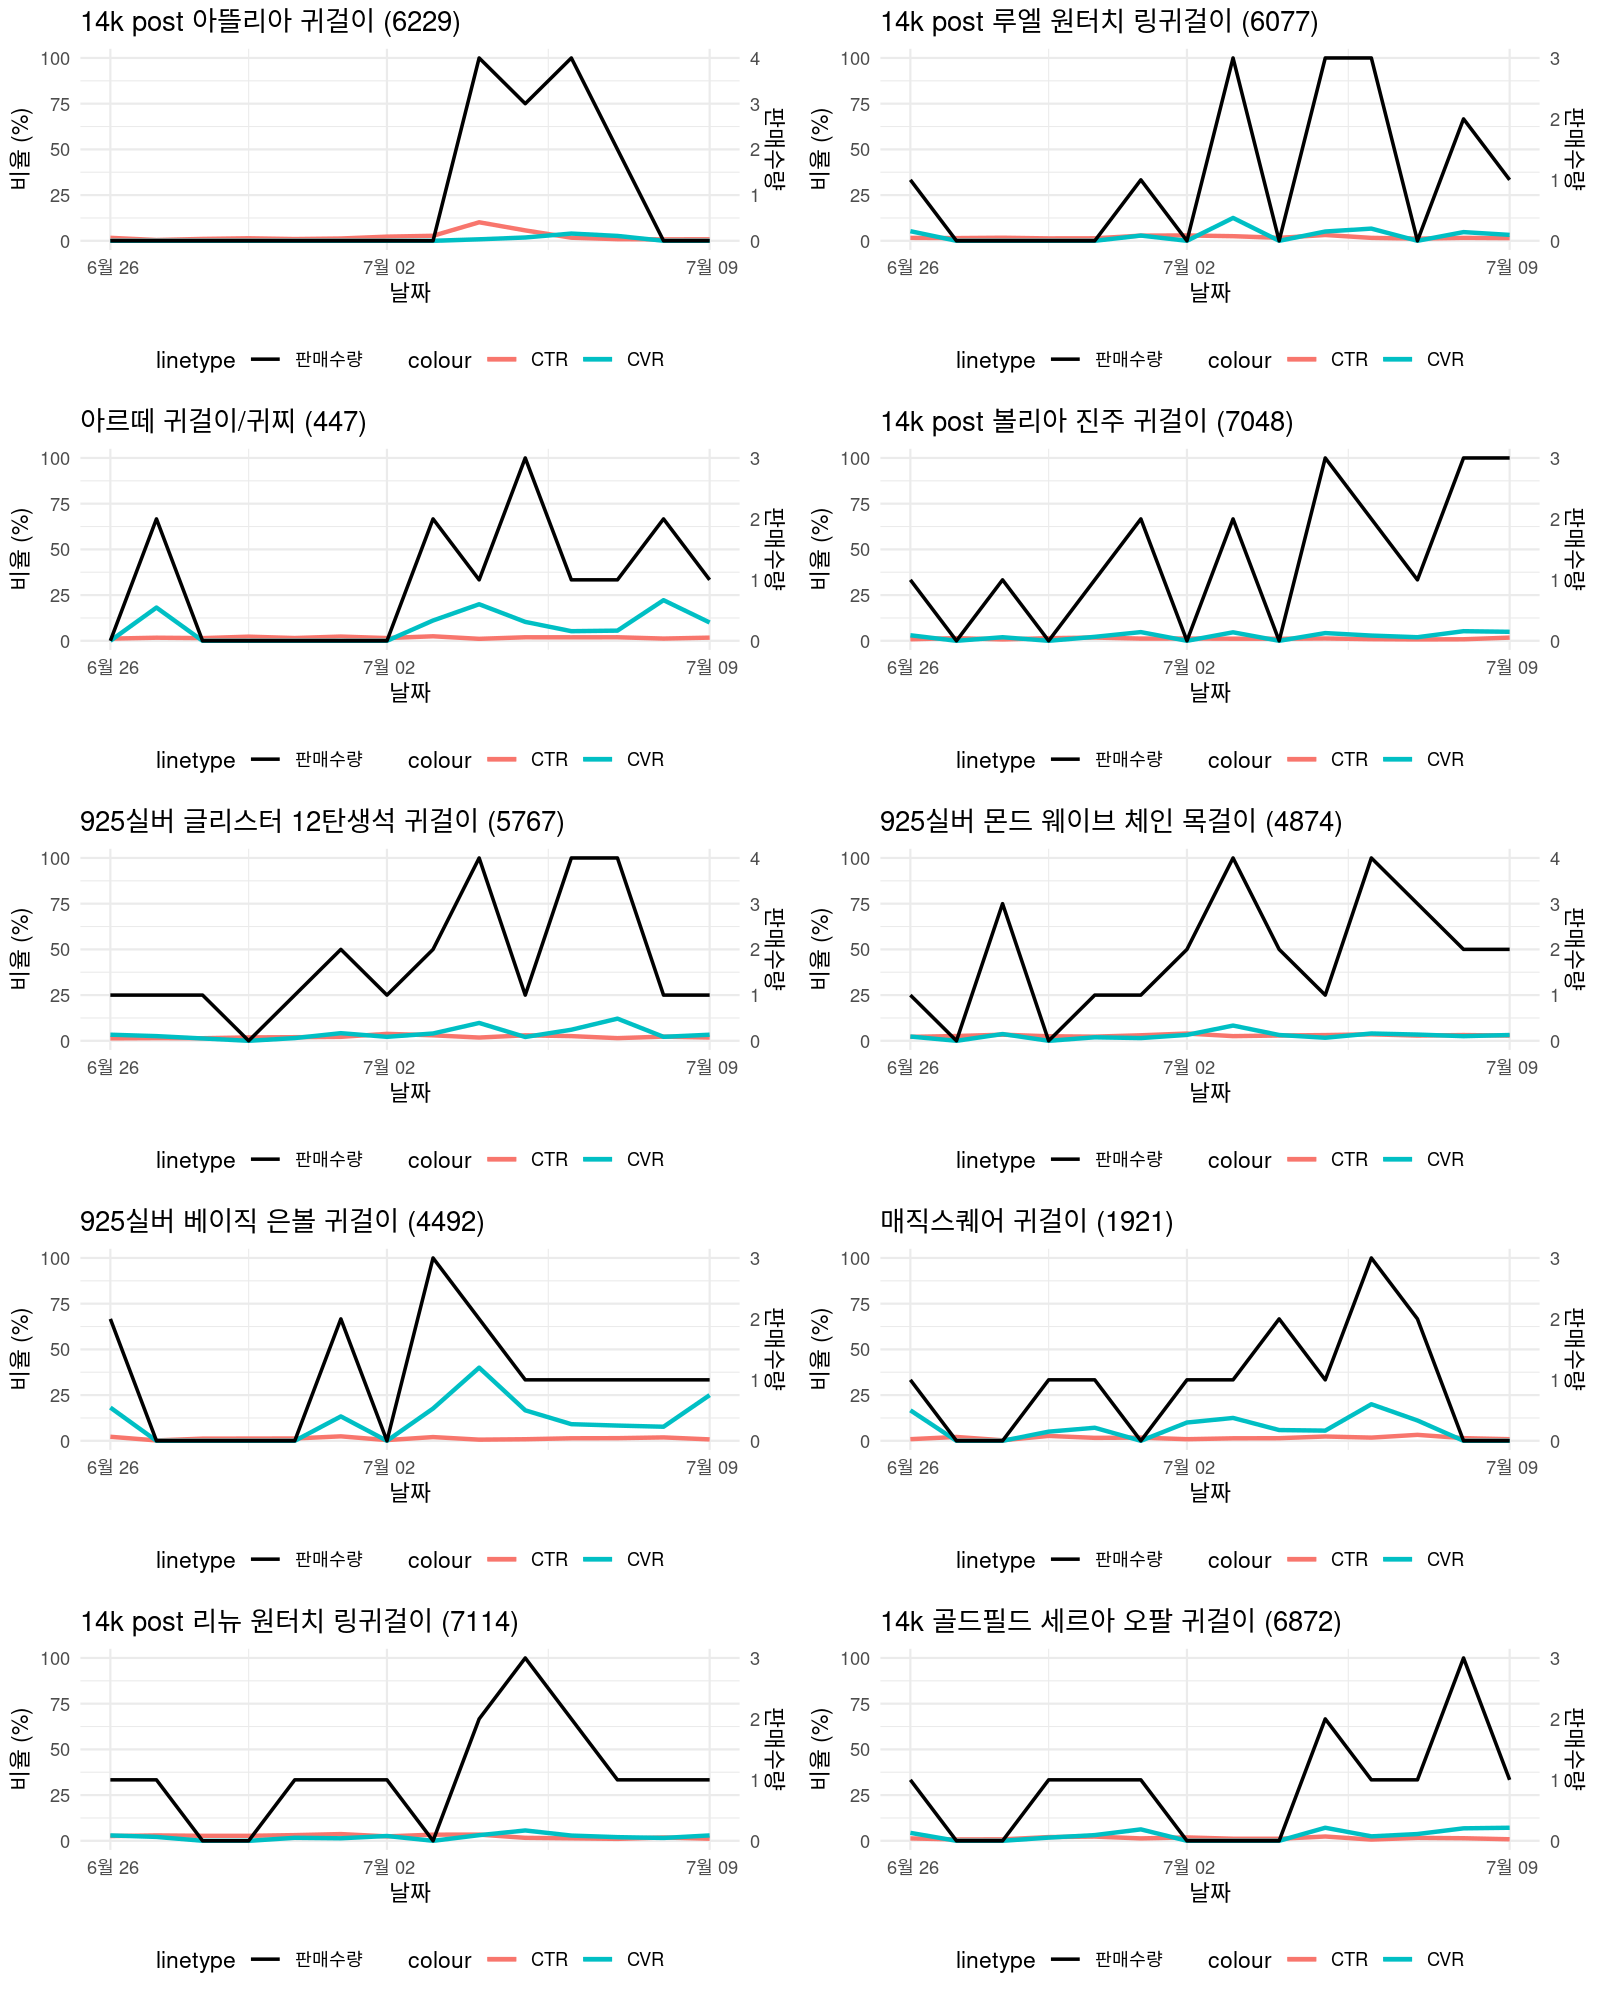 14k post 아뜰리아 귀걸이 (6229)
100
75
50
25
0
비율 (%)
4
3
2
1
0
판매수량
6월 26
7월 02
7월 09
날짜
linetype 판매수량 colour CTR CVR
14k post 루엘 원터치 링귀걸이 (6077)
100
75
50
25
0
비율 (%)
3
2
1
0
판매수량
6월 26
7월 02
7월 09
날짜
linetype 판매수량 colour CTR CVR
아르떼 귀걸이/귀찌 (447)
100
75
50
25
0
비율 (%)
3
2
1
0
판매수량
6월 26
7월 02
7월 09
날짜
linetype 판매수량 colour CTR CVR
14k post 볼리아 진주 귀걸이 (7048)
100
75
50
25
0
비율 (%)
3
2
1
0
판매수량
6월 26
7월 02
7월 09
날짜
linetype 판매수량 colour CTR CVR
925실버 글리스터 12탄생석 귀걸이 (5767)
100
75
50
25
0
비율 (%)
4
3
2
1
0
판매수량
6월 26
7월 02
7월 09
날짜
linetype 판매수량 colour CTR CVR
925실버 몬드 웨이브 체인 목걸이 (4874)
100
75
50
25
0
비율 (%)
4
3
2
1
0
판매수량
6월 26
7월 02
7월 09
날짜
linetype 판매수량 colour CTR CVR
925실버 베이직 은볼 귀걸이 (4492)
100
75
50
25
0
비율 (%)
3
2
1
0
판매수량
6월 26
7월 02
7월 09
날짜
linetype 판매수량 colour CTR CVR
매직스퀘어 귀걸이 (1921)
100
75
50
25
0
비율 (%)
3
2
1
0
판매수량
6월 26
7월 02
7월 09
날짜
linetype 판매수량 colour CTR CVR
14k post 리뉴 원터치 링귀걸이 (7114)
100
75
50
25
0
비율 (%)
3
2
1
0
판매수량
6월 26
7월 02
7월 09
날짜
linetype 판매수량 colour CTR CVR
14k 골드필드 세르아 오팔 귀걸이 (6872)
100
75
50
25
0
비율 (%)
3
2
1
0
판매수량
6월 26
7월 02
7월 09
날짜
linetype 판매수량 colour CTR CVR